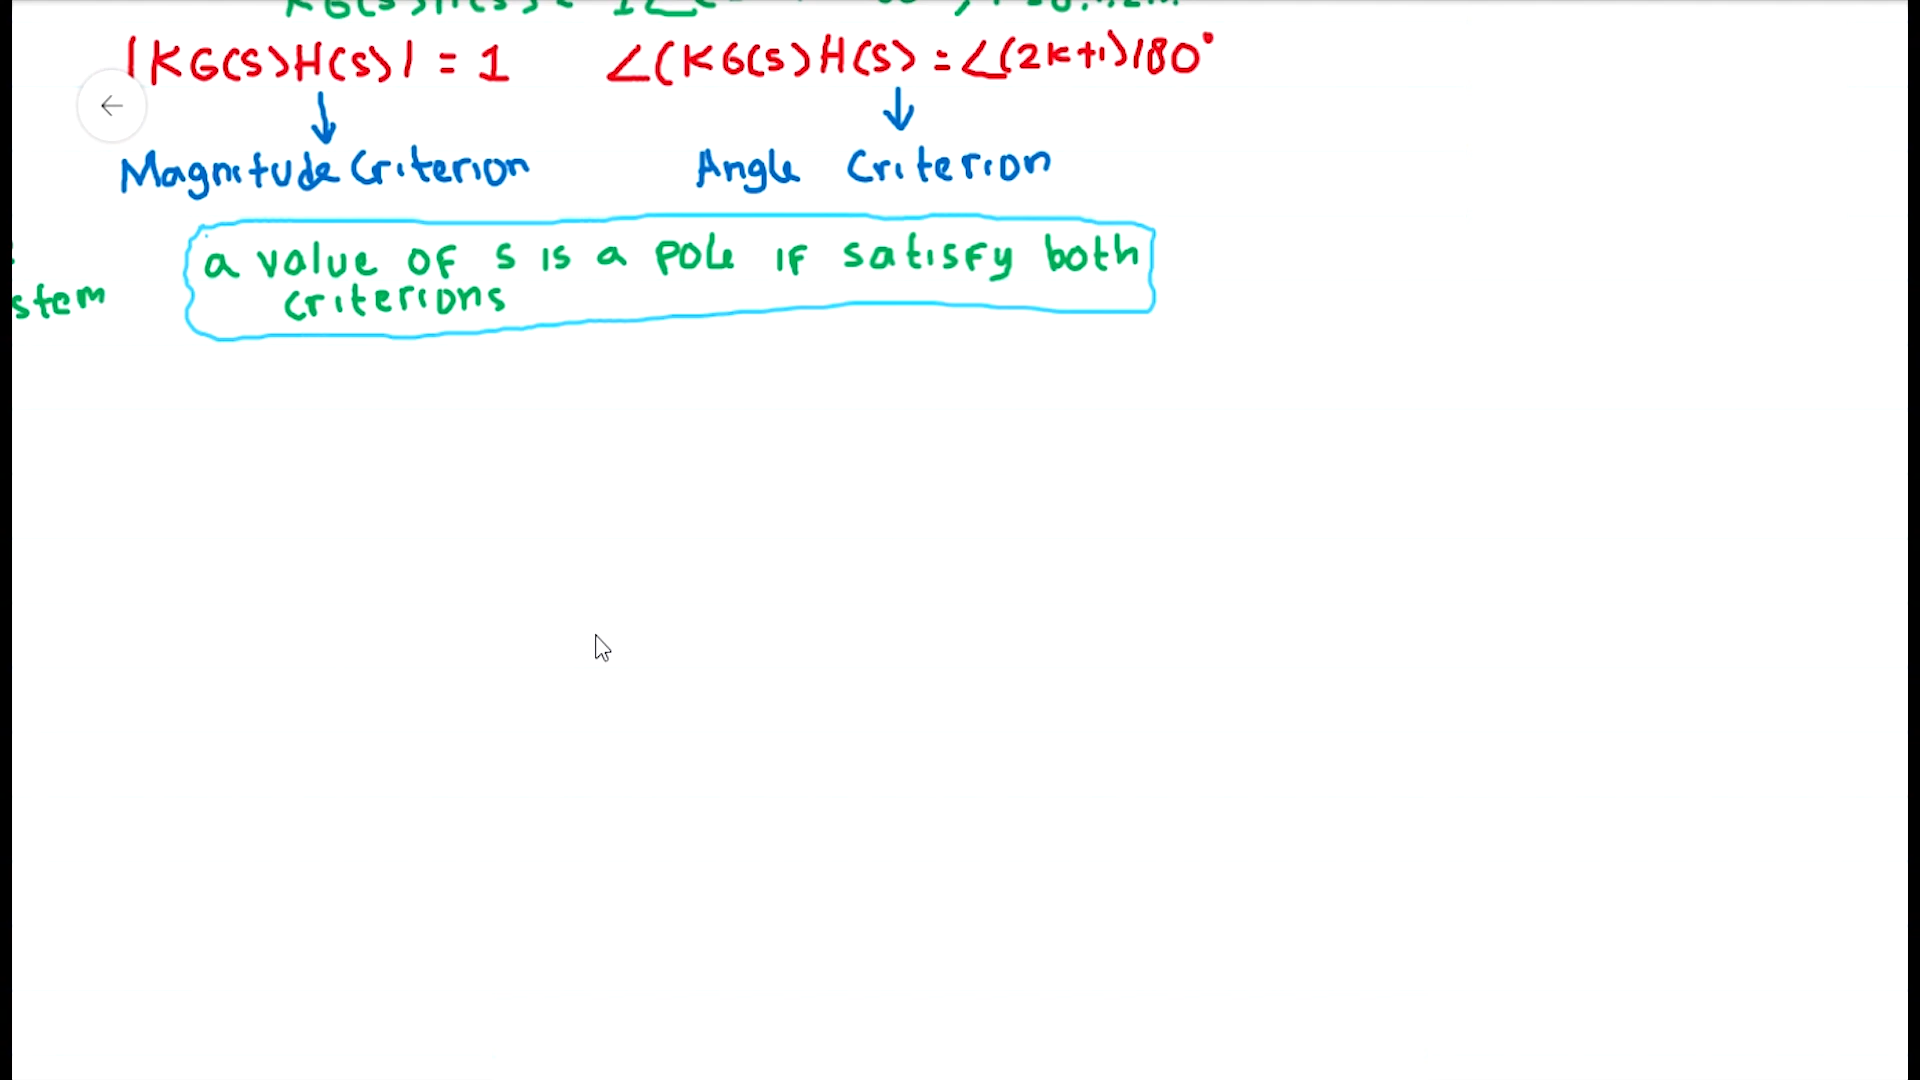 |KG(s)H(s)| = 1 ∠(KG(s)H(s) = ∠(2K+1)180°
Magnitude Criterion Angle Criterion
a value of s is a pole if satisfy both
criterions
stem